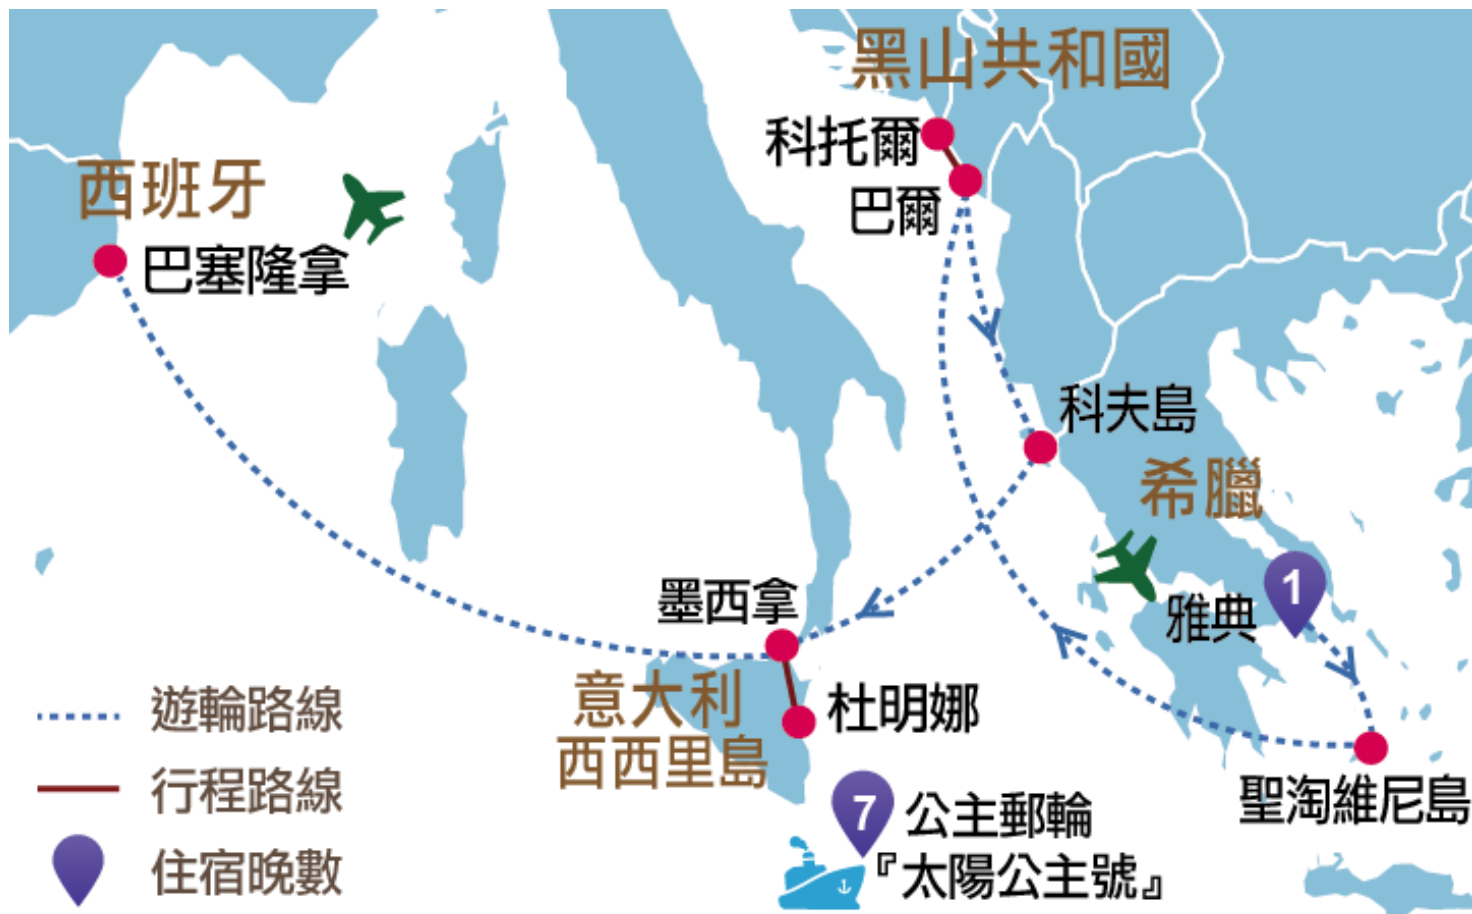 黑山共和國
科托爾
巴爾
西班牙
巴塞隆拿
科夫島
希臘
1
雅典
墨西拿
意大利
西西里島
杜明娜
聖淘維尼島
遊輪路線
行程路線
住宿晚數
7
公主郵輪
『太陽公主號』